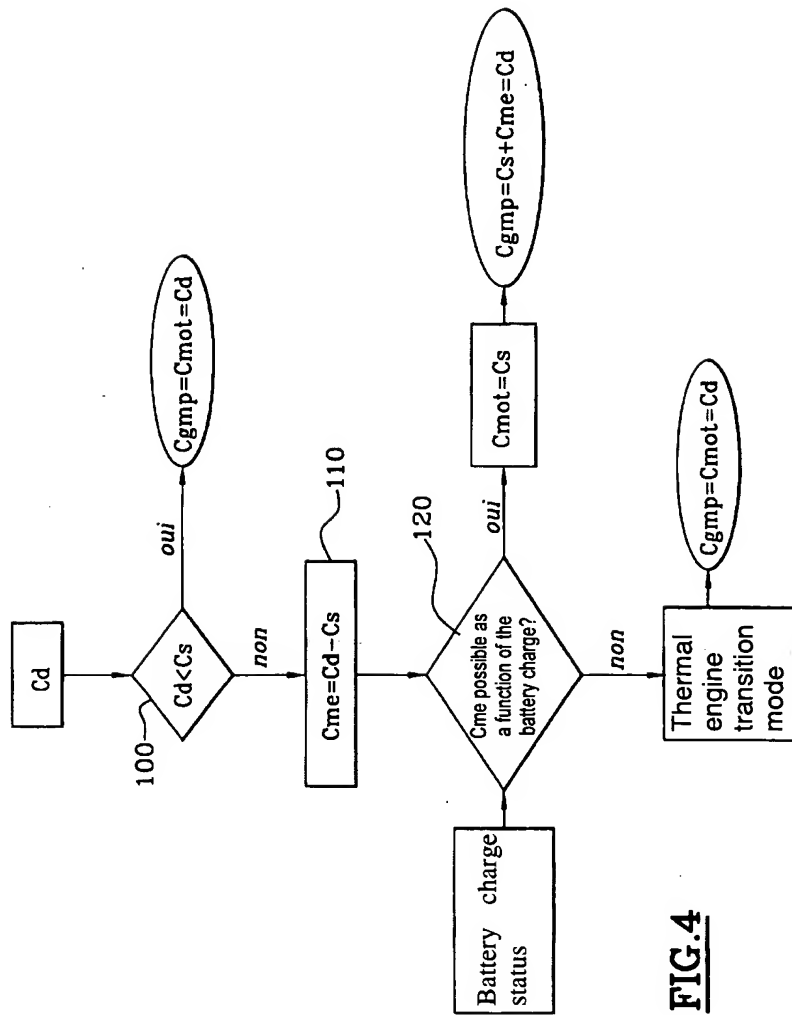 Cd
100
Cd<Cs
oui
Cgmp=Cmot=Cd
non
Cme=Cd-Cs
110
120
Battery charge
status
Cme possible as
a function of the
battery charge?
oui
Cmot=Cs
Cgmp=Cs+Cme=Cd
non
Thermal
engine
transition
mode
Cgmp=Cmot=Cd
FIG.4